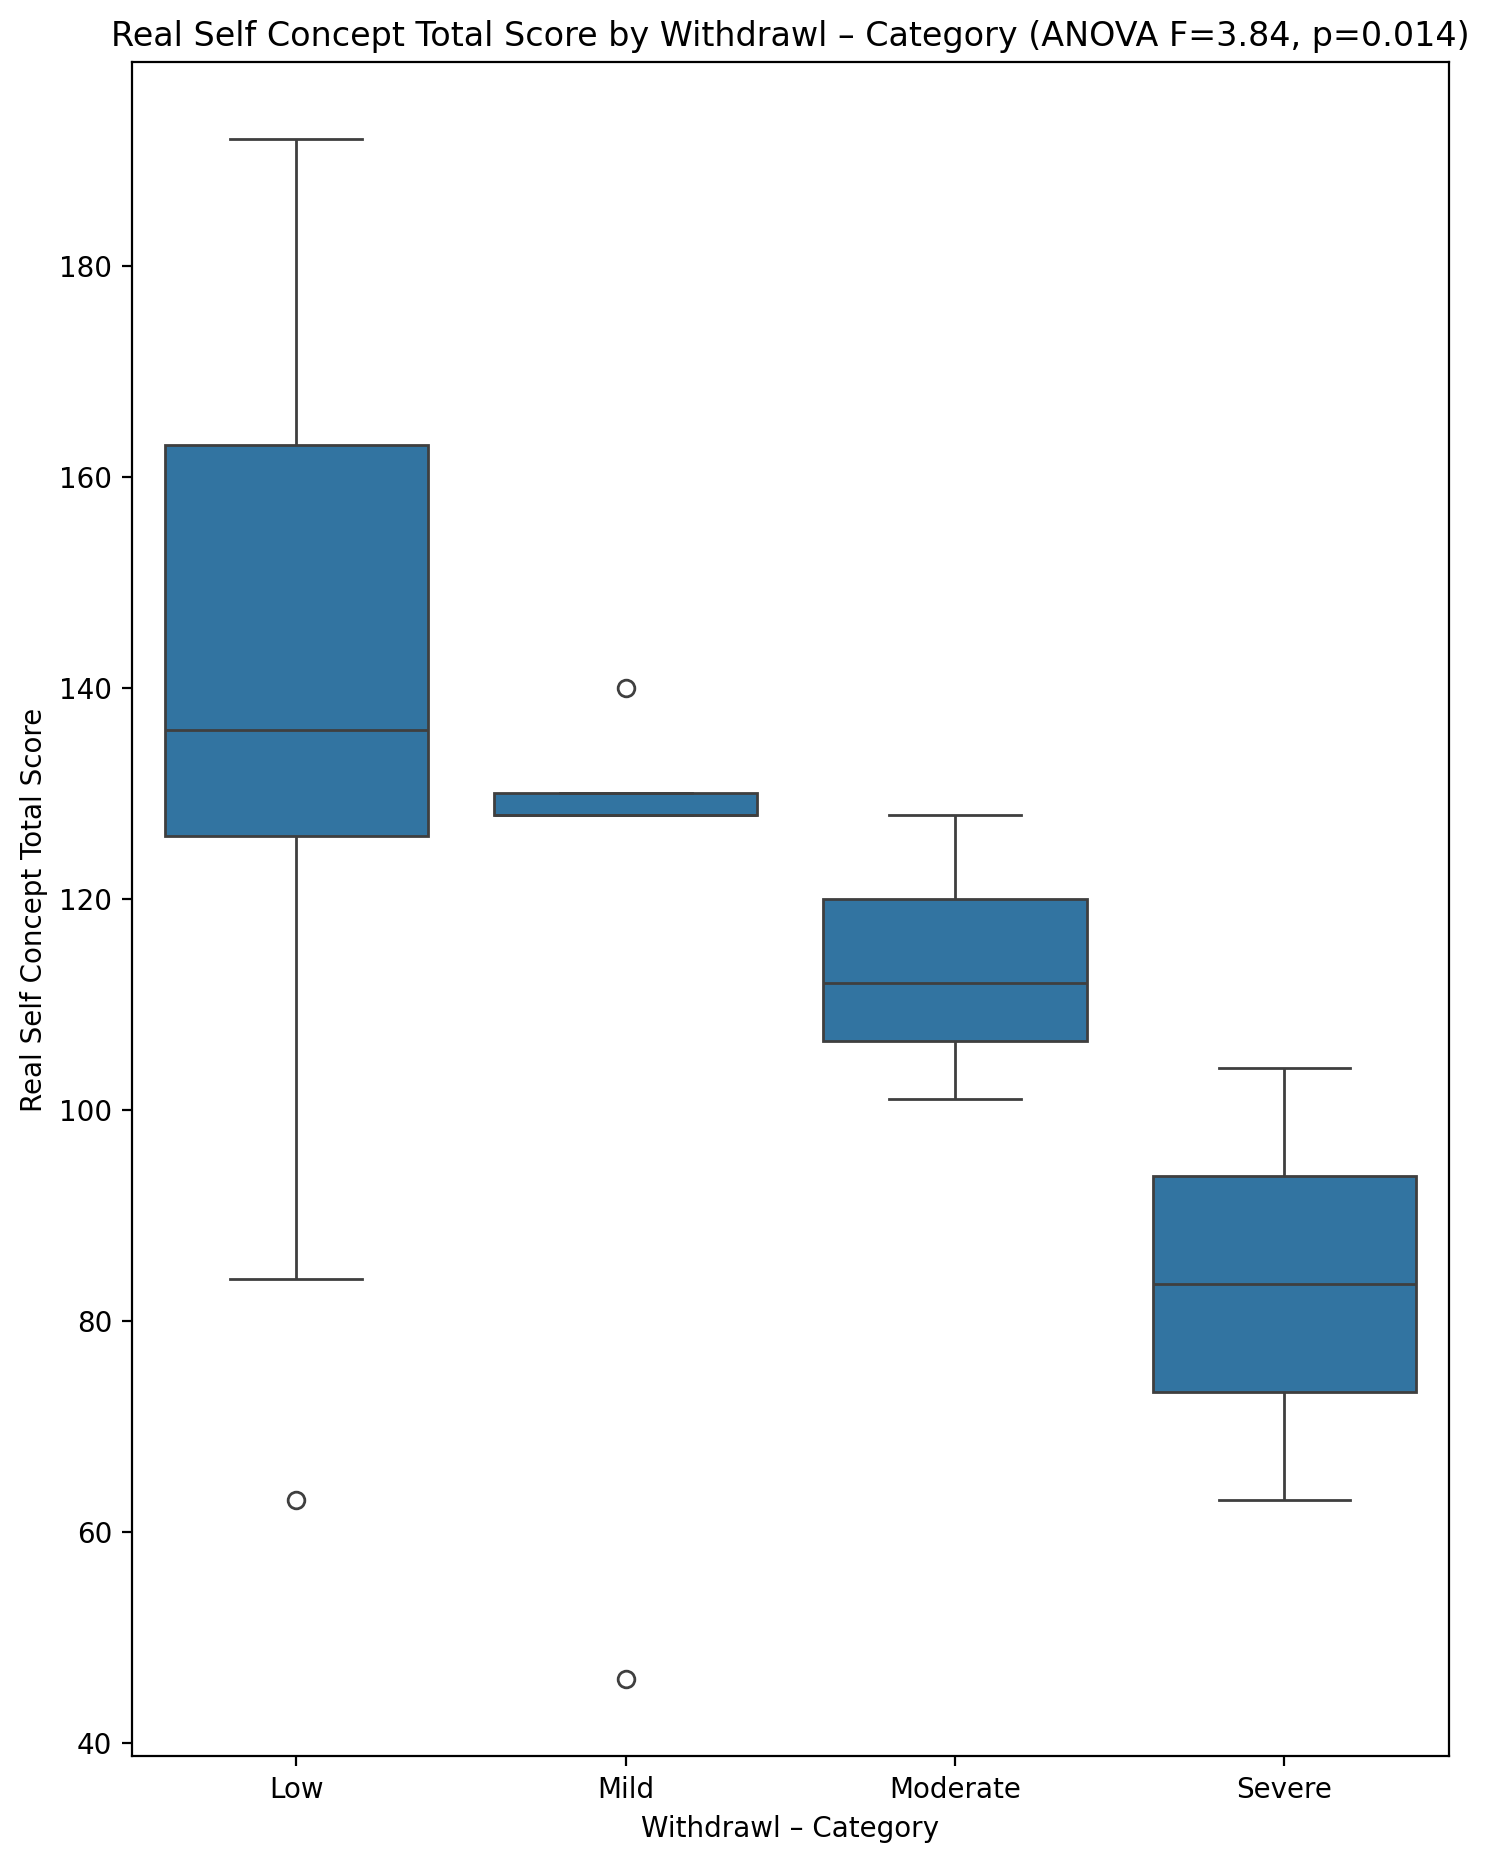 Real Self Concept Total Score by Withdrawl – Category (ANOVA F=3.84, p=0.014)
Real Self Concept Total Score
180
160
140
120
100
80
60
40
Low Mild Moderate Severe
Withdrawl – Category